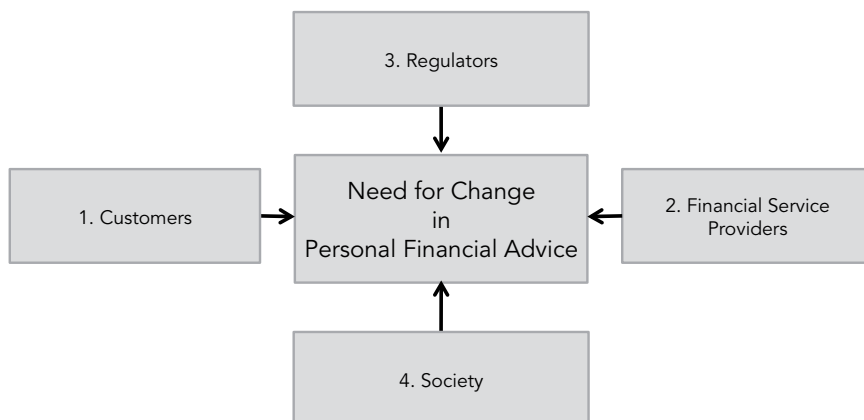 3. Regulators
1. Customers
Need for Change
in
Personal Financial Advice
2. Financial Service
Providers
4. Society